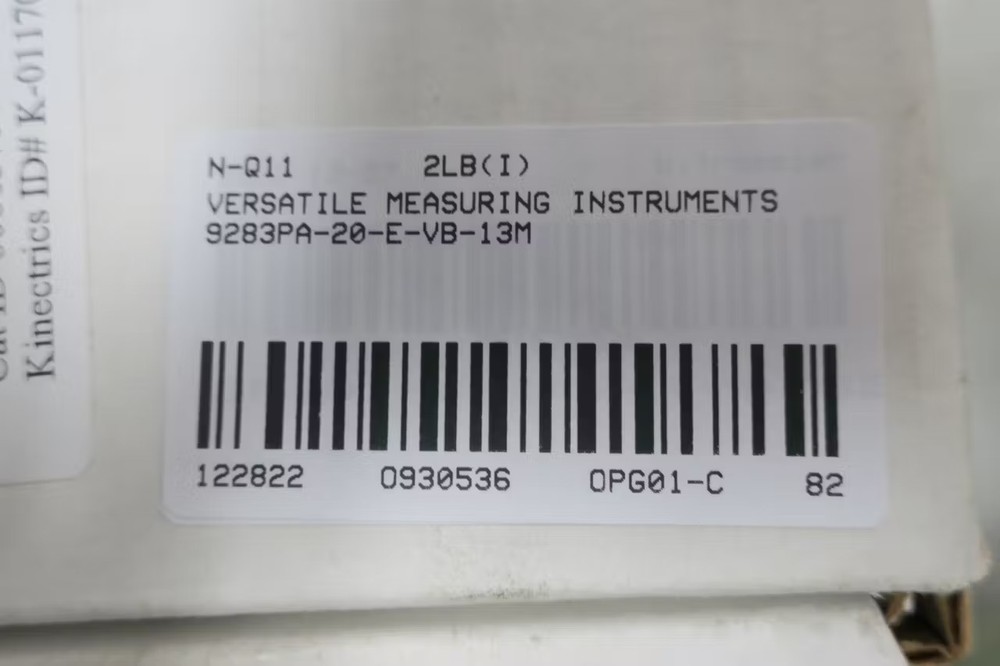 N-Q11 2LB(I)
VERSATILE MEASURING INSTRUMENTS
9283PA-20-E-VB-13M
122822 0930536 OPG01-C 82
Kinectrics ID# K-0117